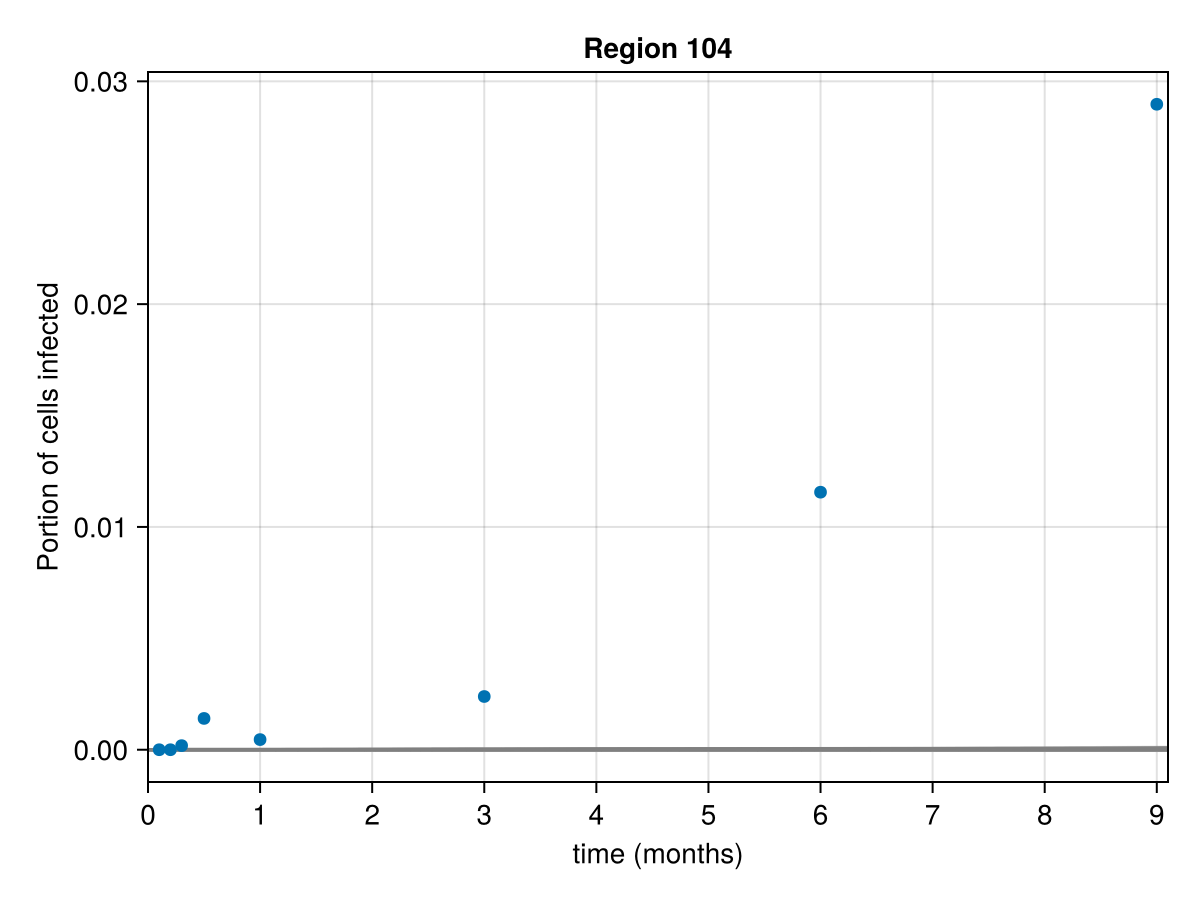 Region 104
0.03
0.02
0.01
0.00
Portion of cells infected
0 1 2 3 4 5 6 7 8 9
time (months)